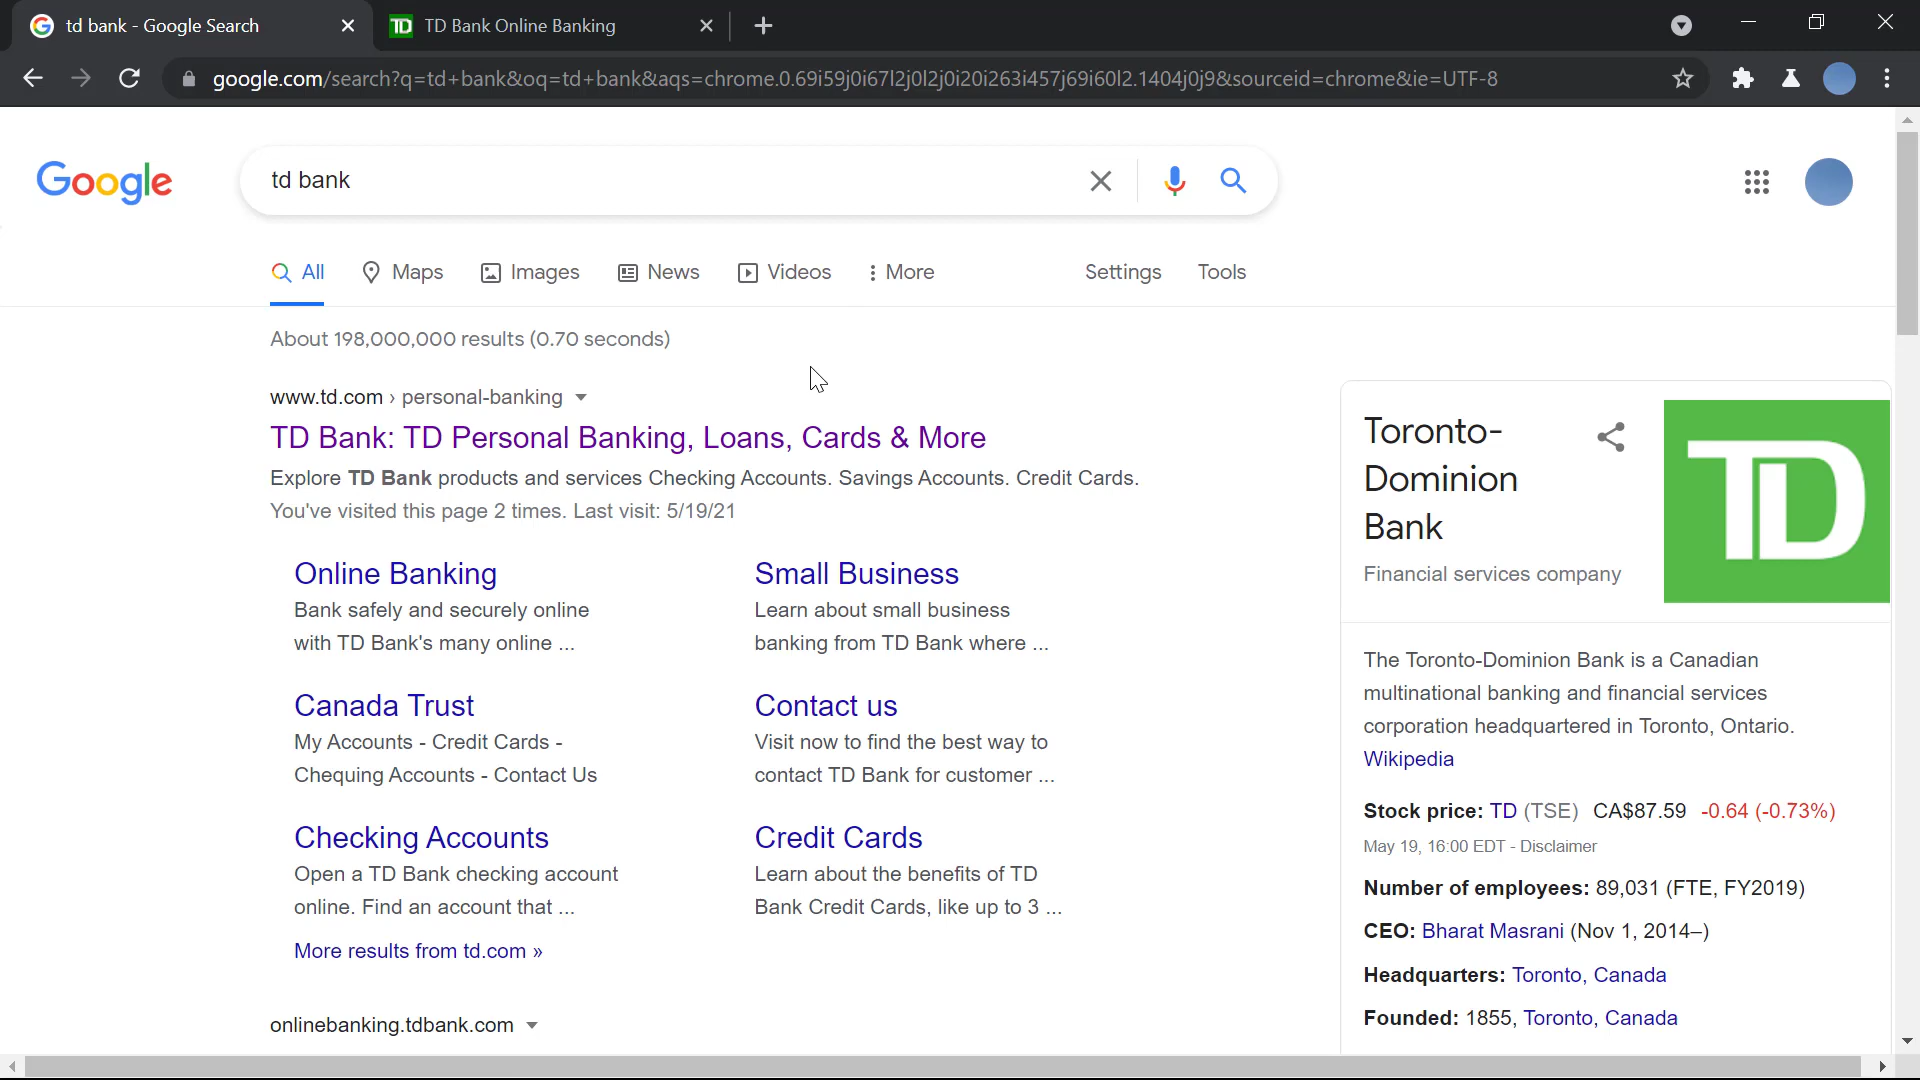 td bank - Google Search
TD Bank Online Banking
google.com/search?q=td+bank&oq=td+bank&aqs=chrome.0.69i59j0i67l2j0l2j0i20i263i457j69i60l2.1404j0j9&sourceid=chrome&ie=UTF-8
Google
td bank
All
Maps
Images
News
Videos
More
Settings
Tools
About 198,000,000 results (0.70 seconds)
www.td.com › personal-banking
TD Bank: TD Personal Banking, Loans, Cards & More
Explore TD Bank products and services Checking Accounts. Savings Accounts. Credit Cards.
You've visited this page 2 times. Last visit: 5/19/21
Online Banking
Bank safely and securely online
with TD Bank's many online ...
Small Business
Learn about small business
banking from TD Bank where ...
Canada Trust
My Accounts - Credit Cards -
Chequing Accounts - Contact Us
Contact us
Visit now to find the best way to
contact TD Bank for customer ...
Checking Accounts
Open a TD Bank checking account
online. Find an account that ...
Credit Cards
Learn about the benefits of TD
Bank Credit Cards, like up to 3 ...
More results from td.com »
onlinebanking.tdbank.com
Toronto-
Dominion
Bank
Financial services company
TD
The Toronto-Dominion Bank is a Canadian
multinational banking and financial services
corporation headquartered in Toronto, Ontario.
Wikipedia
Stock price: TD (TSE) CA$87.59 -0.64 (-0.73%)
May 19, 16:00 EDT - Disclaimer
Number of employees: 89,031 (FTE, FY2019)
CEO: Bharat Masrani (Nov 1, 2014–)
Headquarters: Toronto, Canada
Founded: 1855, Toronto, Canada